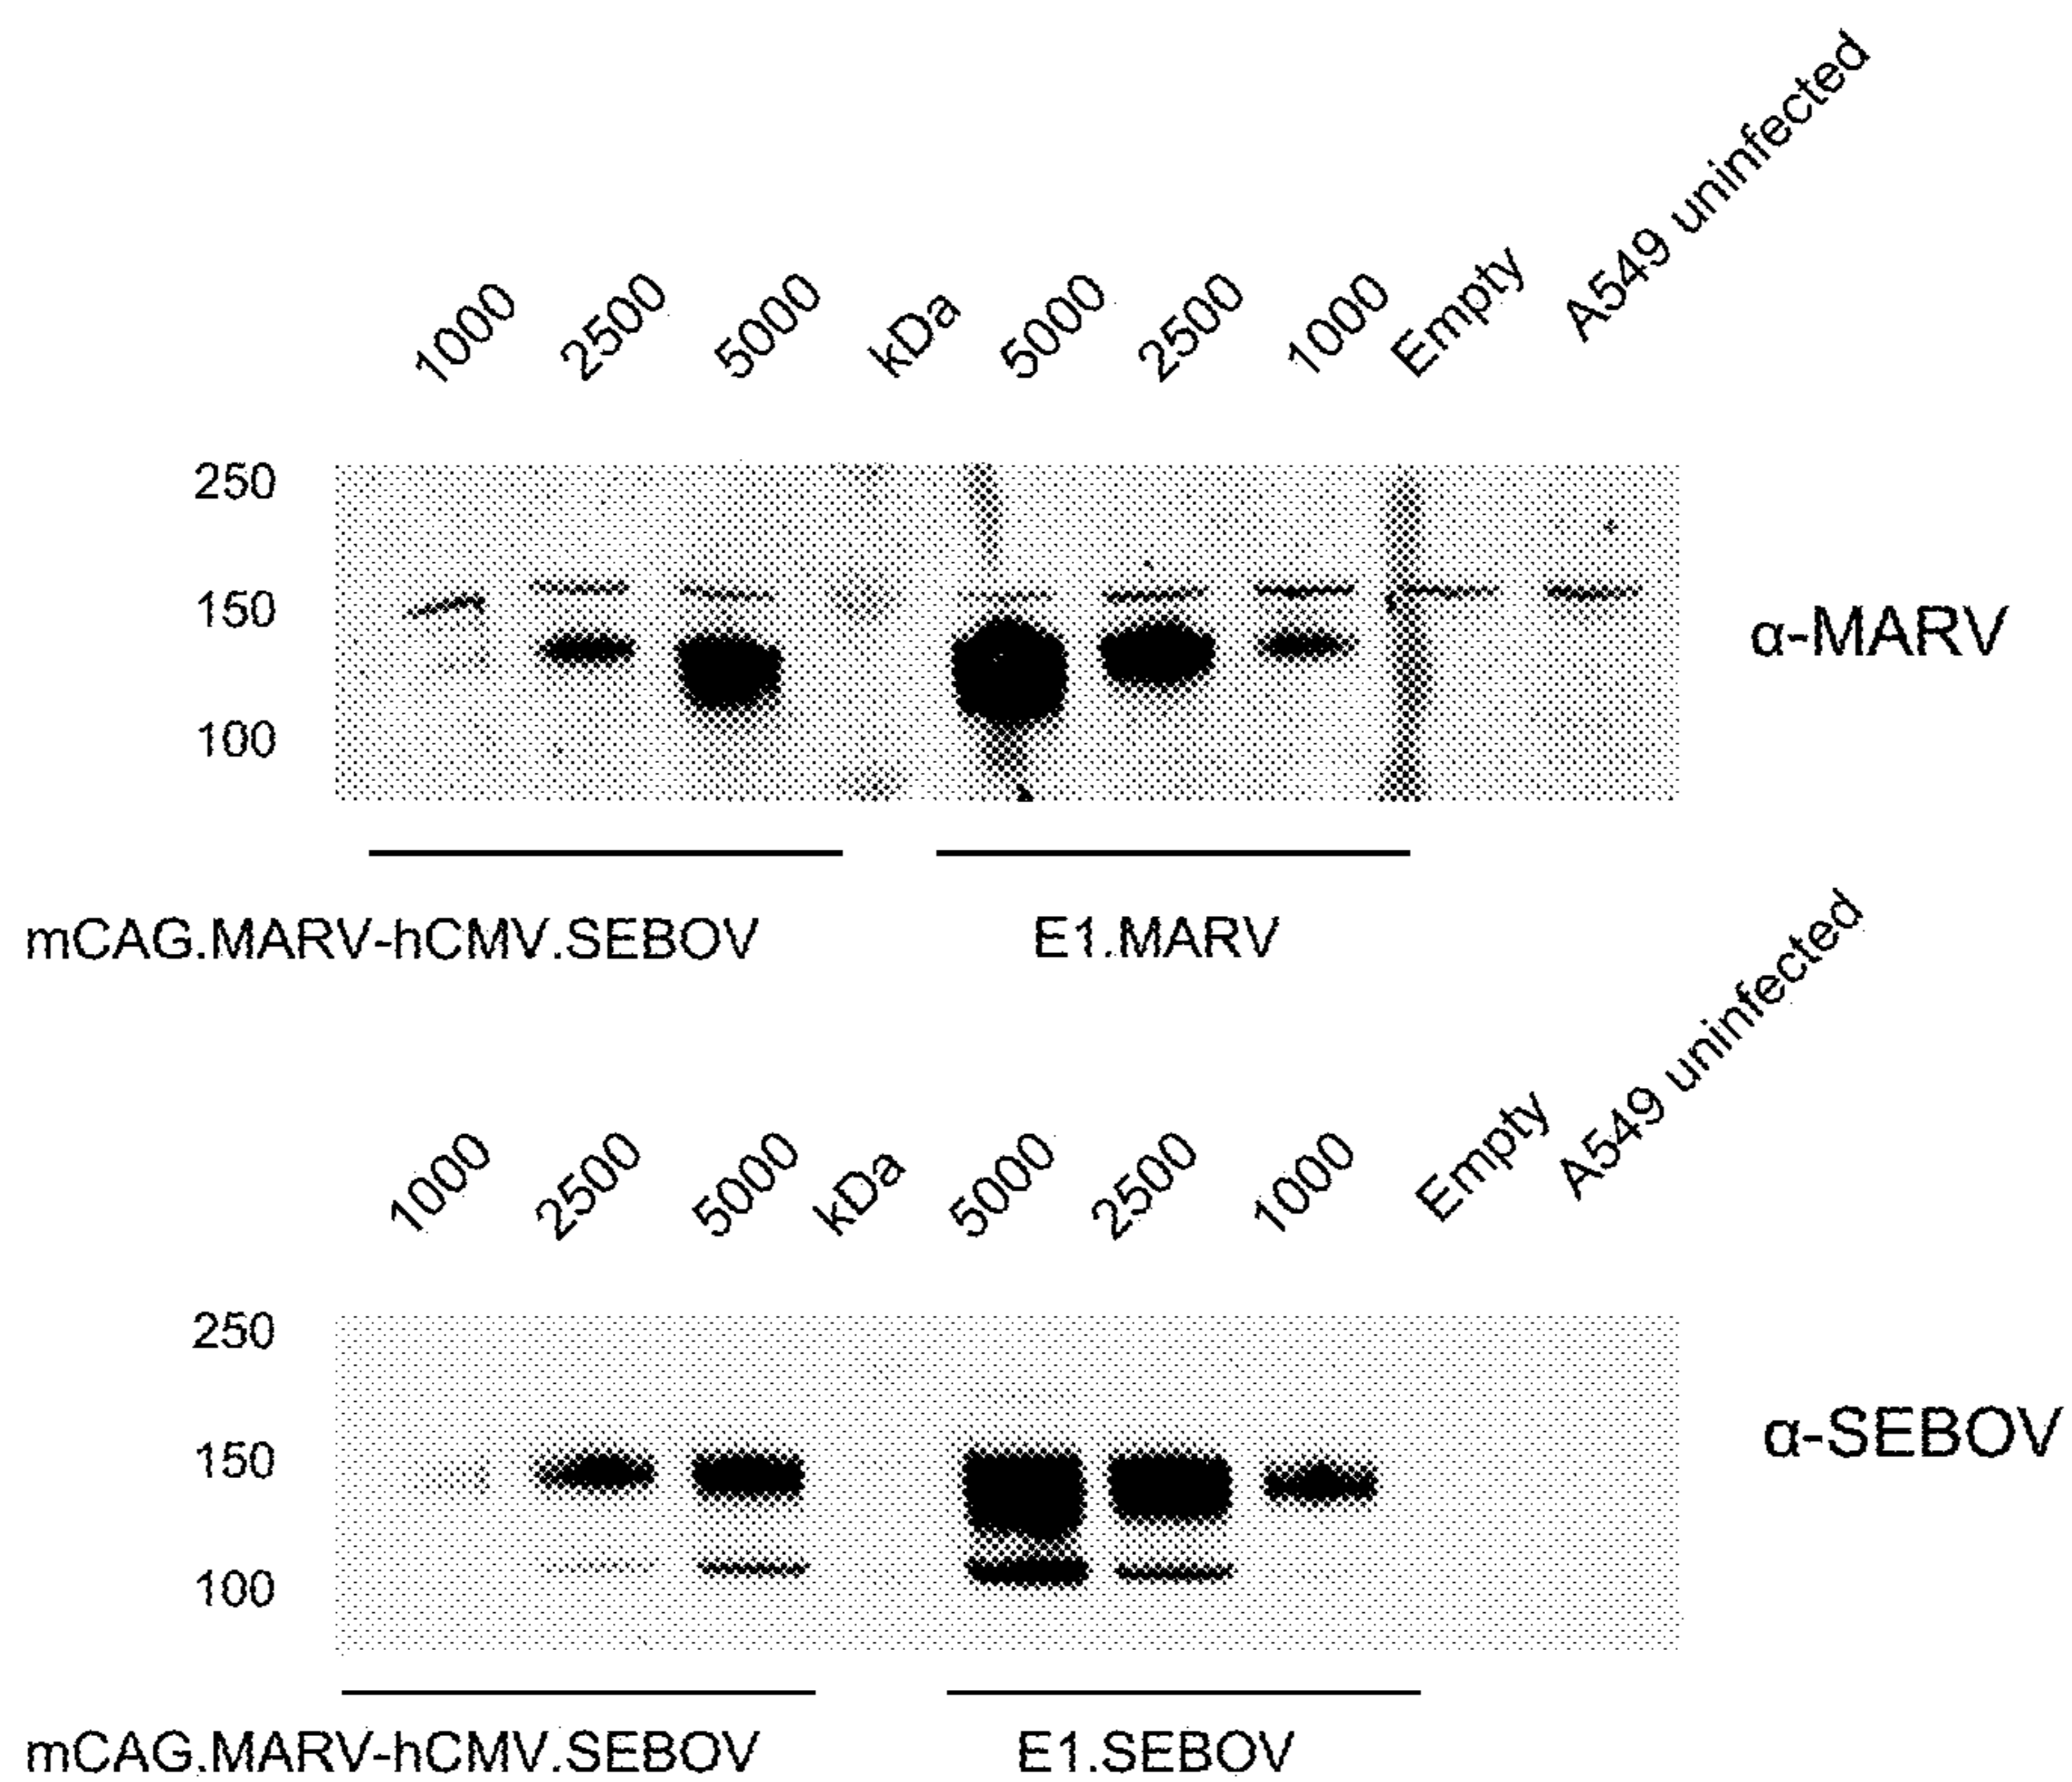 1000 2500 5000 kDa 5000 2500 1000 Empty A549 uninfected
250
150
100
α-MARV
mCAG.MARV-hCMV.SEBOV E1.MARV
1000 2500 5000 kDa 5000 2500 1000 Empty A549 uninfected
250
150
100
α-SEBOV
mCAG.MARV-hCMV.SEBOV E1.SEBOV